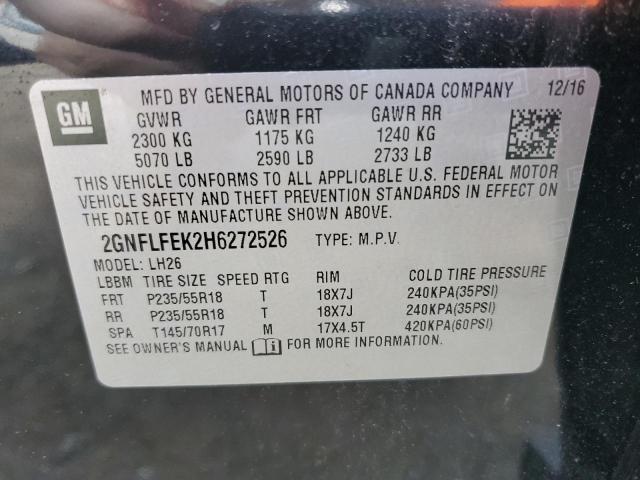 GM
MFD BY GENERAL MOTORS OF CANADA COMPANY 12/16
GVWR GAWR FRT GAWR RR
2300 KG 1175 KG 1240 KG
5070 LB 2590 LB 2733 LB
THIS VEHICLE CONFORMS TO ALL APPLICABLE U.S. FEDERAL MOTOR
VEHICLE SAFETY AND THEFT PREVENTION STANDARDS IN EFFECT ON
THE DATE OF MANUFACTURE SHOWN ABOVE.
2GNFLFEK2H6272526 TYPE: M.P.V.
MODEL: LH26
LBBM TIRE SIZE SPEED RTG RIM COLD TIRE PRESSURE
FRT P235/55R18 T 18X7J 240KPA(35PSI)
RR P235/55R18 T 18X7J 240KPA(35PSI)
SPA T145/70R17 M 17X4.5T 420KPA(60PSI)
SEE OWNER'S MANUAL FOR MORE INFORMATION.